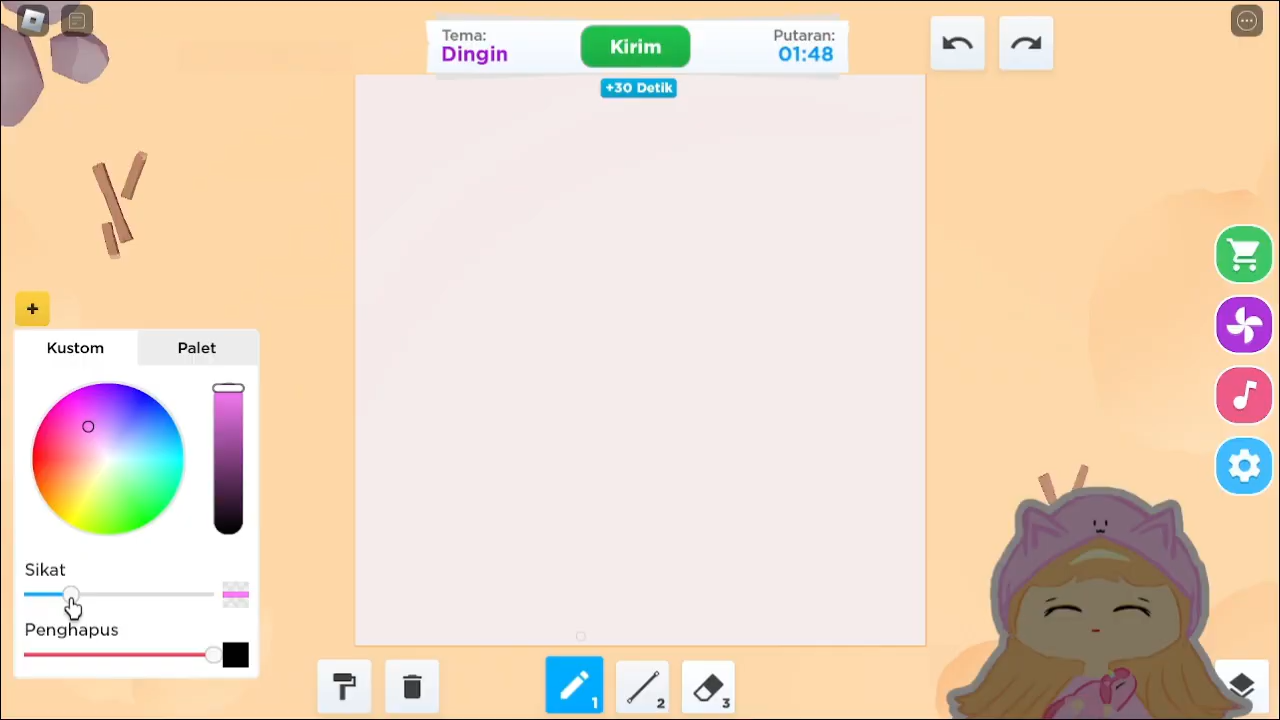 Tema:
Dingin
Kirim
Putaran:
01:48
+30 Detik
+
Kustom
Palet
Sikat
Penghapus
1
2
3